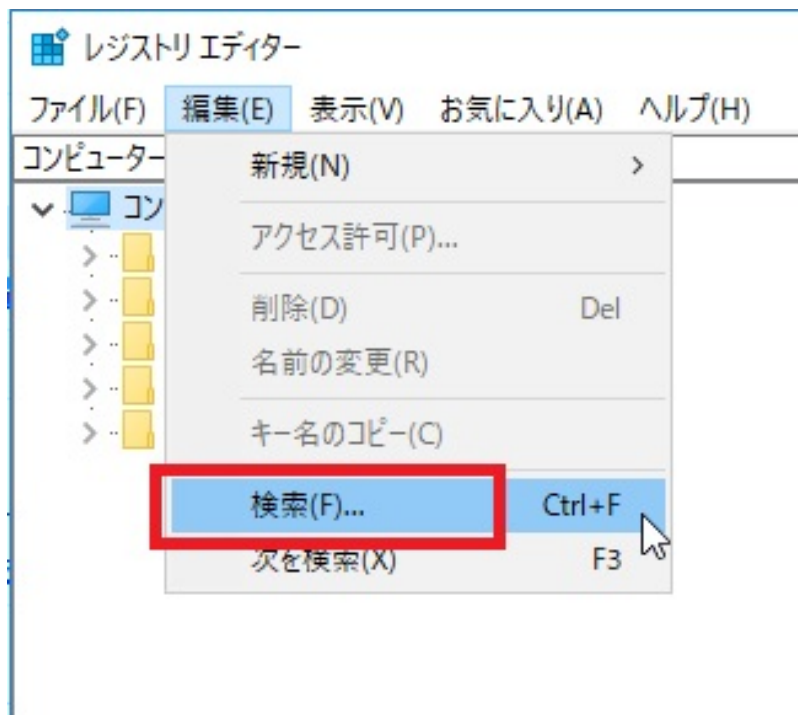 レジストリ エディター
ファイル(F) 編集(E) 表示(V) お気に入り(A) ヘルプ(H)
コンピューター
新規(N)
コン
アクセス許可(P)...
削除(D) Del
名前の変更(R)
キー名のコピー(C)
検索(F)... Ctrl+F
次を検索(X) F3